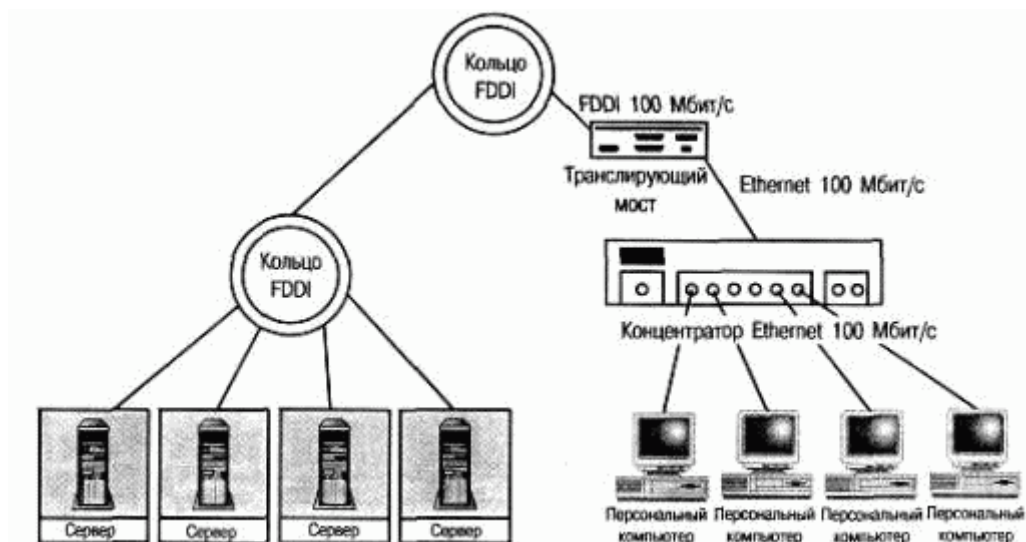 Кольцо
FDDI
FDDI 100 Мбит/с
Транслирующий
мост
Ethernet 100 Мбит/с
Кольцо
FDDI
Концентратор Ethernet 100 Мбит/с
Сервер
Сервер
Сервер
Сервер
Персональный
компьютер
Персональный
компьютер
Персональный
компьютер
Персональный
компьютер